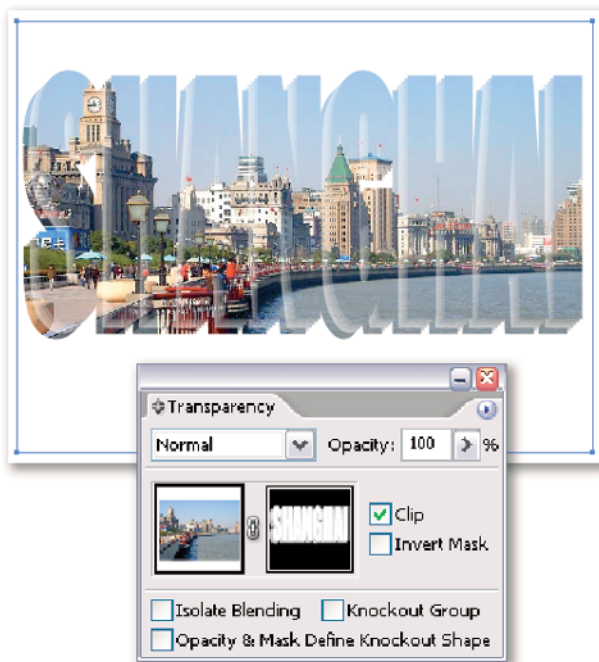 SHANGHAI
Transparency
Normal Opacity: 100 %
SHANGHAI
Clip
Invert Mask
Isolate Blending Knockout Group
Opacity & Mask Define Knockout Shape